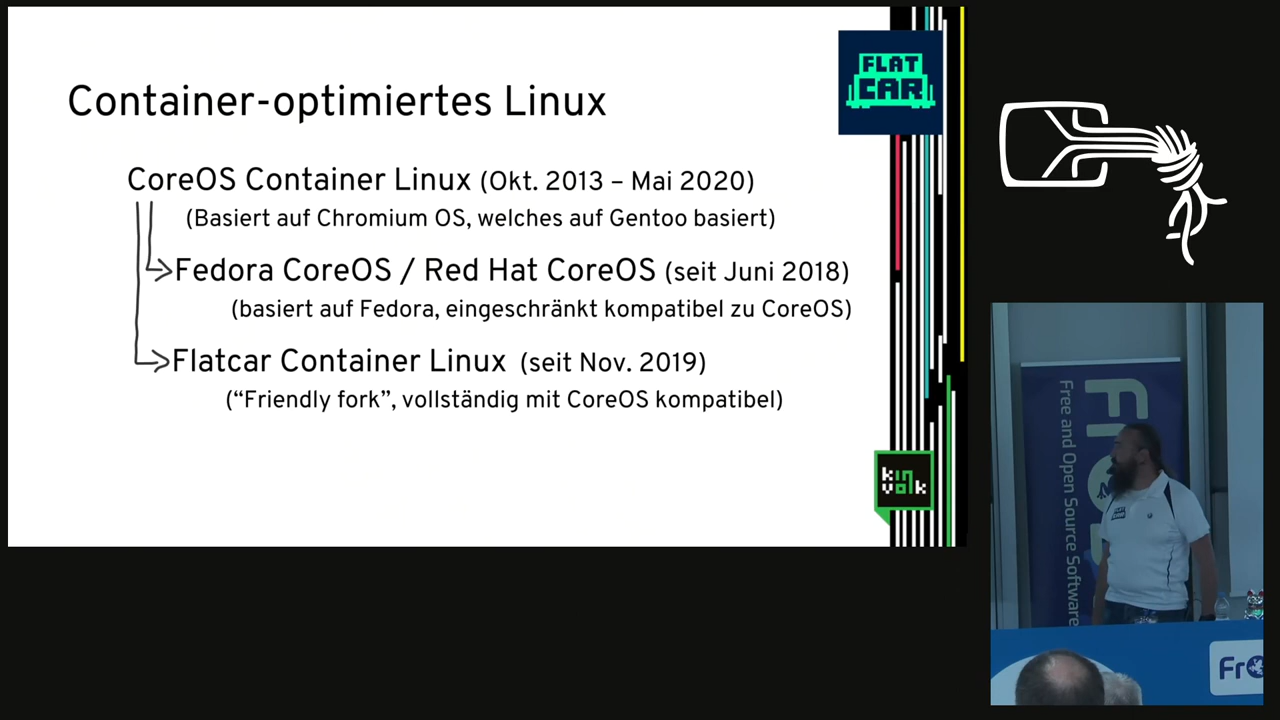 Container-optimiertes Linux
FLAT
CAR
CoreOS Container Linux (Okt. 2013 – Mai 2020)
(Basiert auf Chromium OS, welches auf Gentoo basiert)
Fedora CoreOS / Red Hat CoreOS (seit Juni 2018)
(basiert auf Fedora, eingeschränkt kompatibel zu CoreOS)
Flatcar Container Linux (seit Nov. 2019)
(“Friendly fork”, vollständig mit CoreOS kompatibel)
kin
volk
Free and Open Source Software